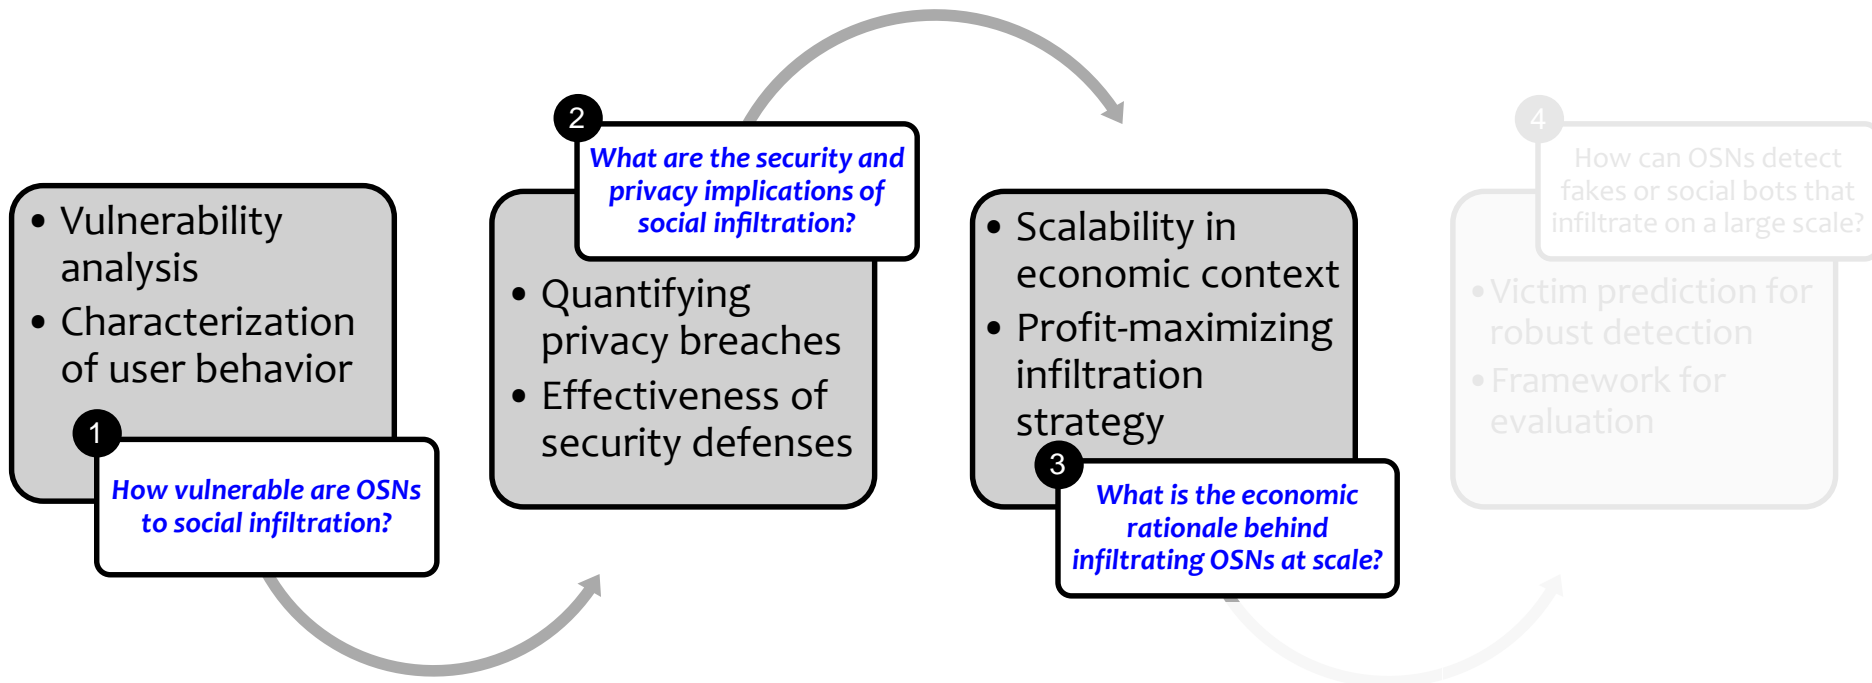 • Vulnerability
analysis
• Characterization
of user behavior
1
How vulnerable are OSNs
to social infiltration?
2
What are the security and
privacy implications of
social infiltration?
• Quantifying
privacy breaches
• Effectiveness of
security defenses
• Scalability in
economic context
• Profit-maximizing
infiltration
strategy
3
What is the economic
rationale behind
infiltrating OSNs at scale?
4
How can OSNs detect
fakes or social bots that
infiltrate on a large scale?
• Victim prediction for
robust detection
• Framework for
evaluation